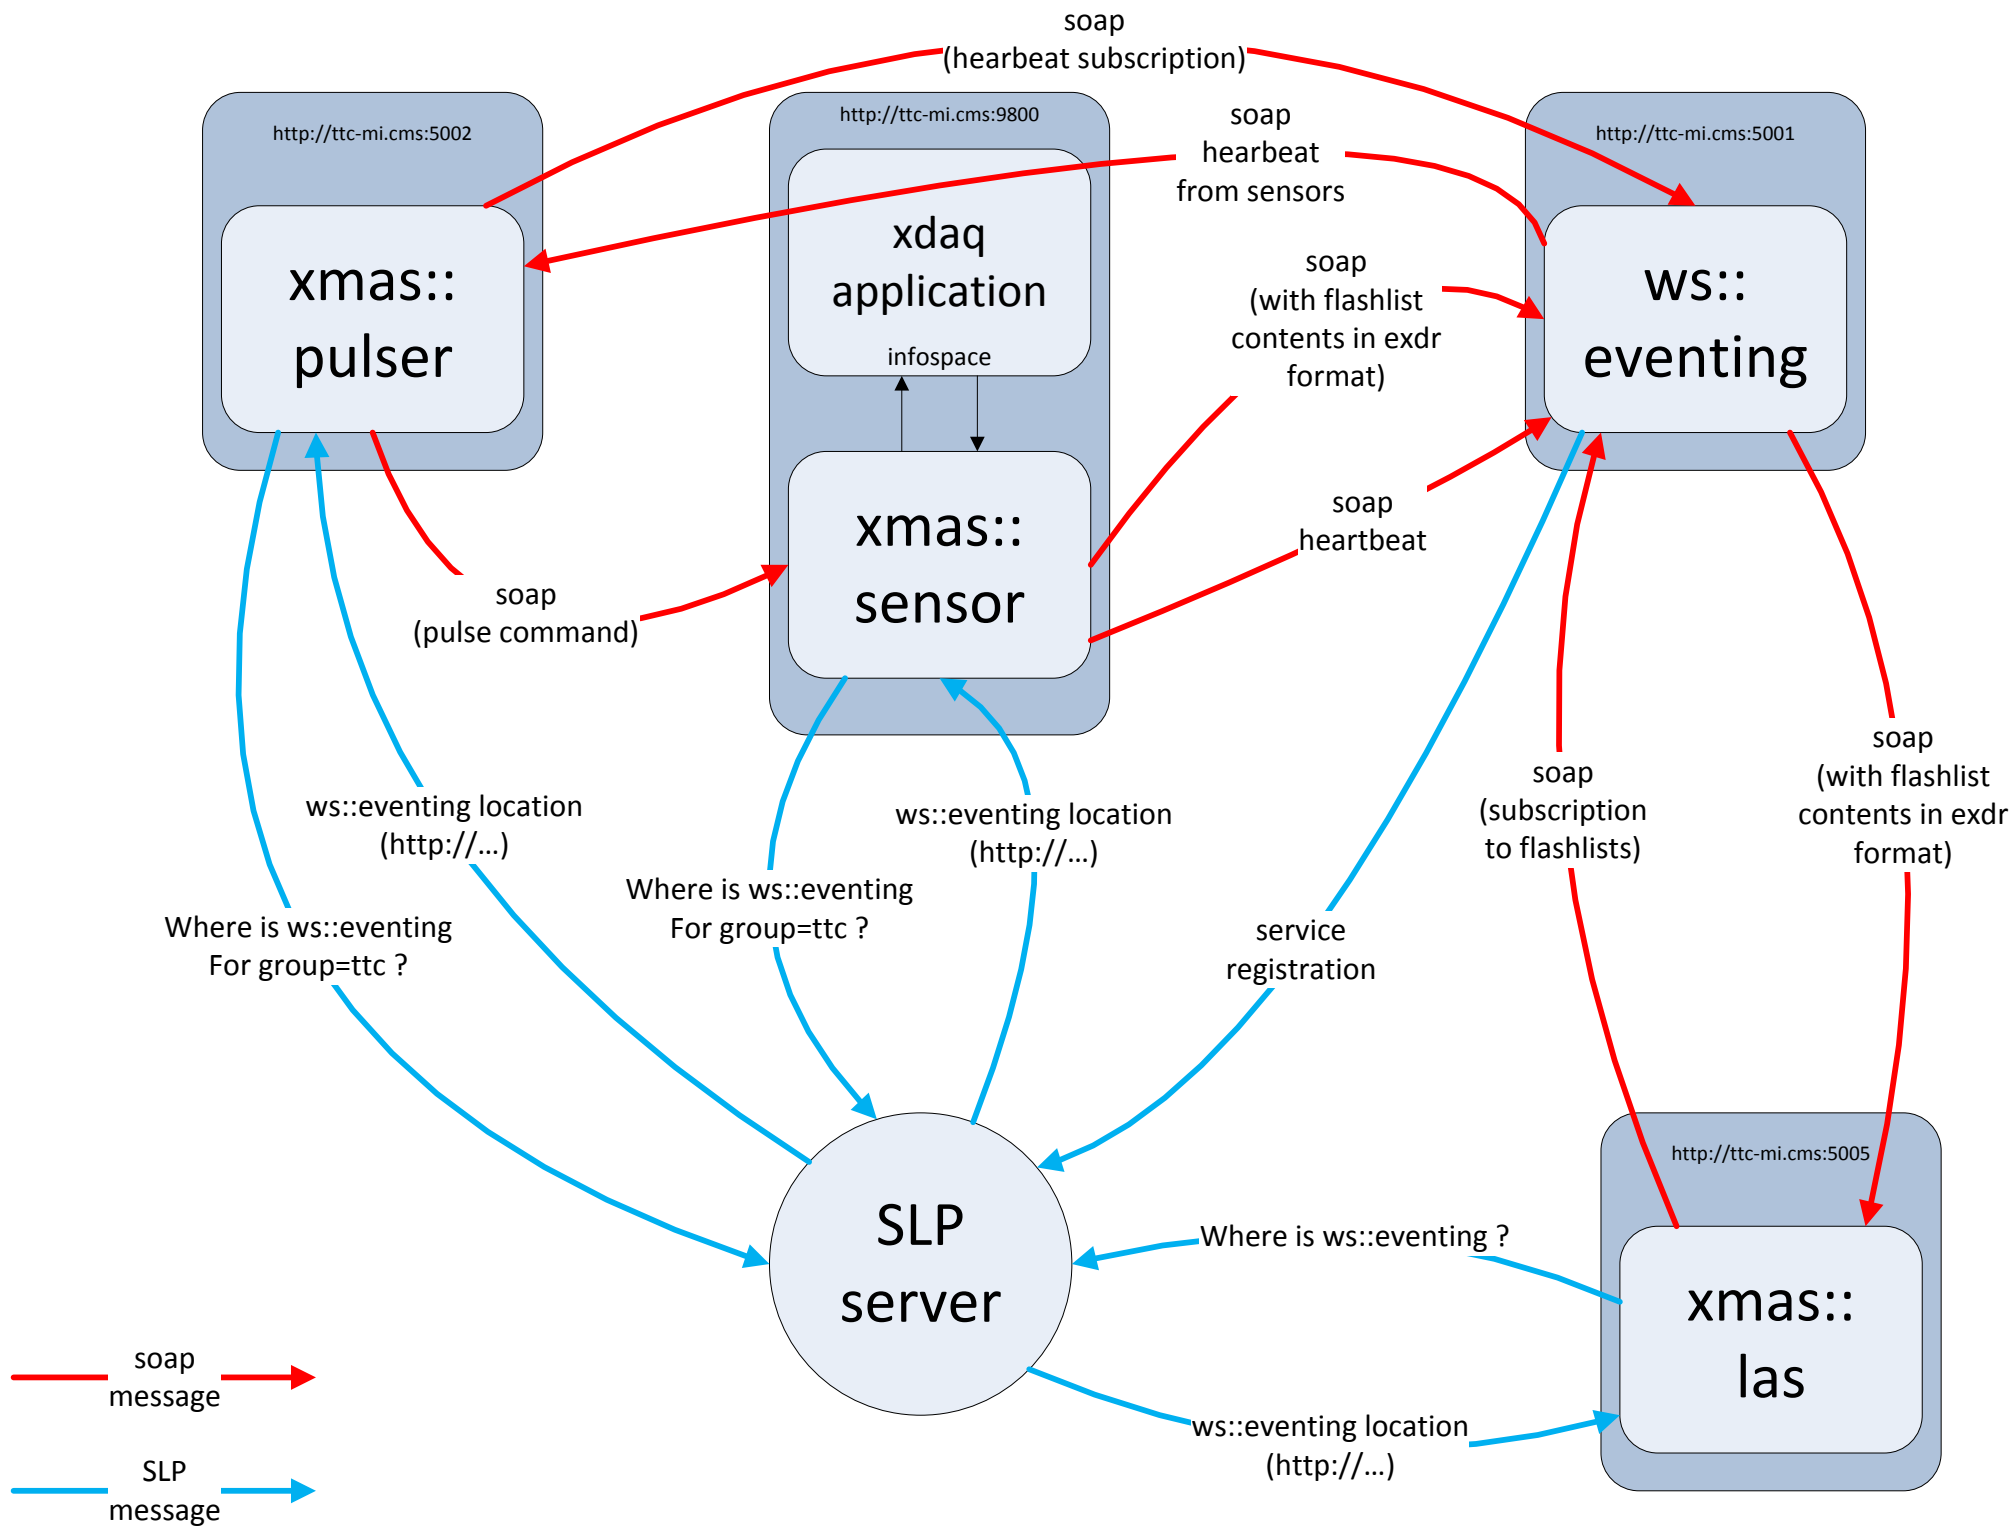 soap
(hearbeat subscription)
http://ttc-mi.cms:5002
http://ttc-mi.cms:9800
soap
hearbeat
from sensors
http://ttc-mi.cms:5001
xmas::
pulser
xdaq
application
infospace
soap
(with flashlist
contents in exdr
format)
ws::
eventing
xmas::
sensor
soap
heartbeat
soap
(pulse command)
ws::eventing location
(http://...)
Where is ws::eventing
For group=ttc ?
Where is ws::eventing
For group=ttc ?
ws::eventing location
(http://...)
service
registration
soap
(subscription
to flashlists)
soap
(with flashlist
contents in exdr
format)
http://ttc-mi.cms:5005
SLP
server
Where is ws::eventing ?
xmas::
las
ws::eventing location
(http://...)
soap
message
SLP
message